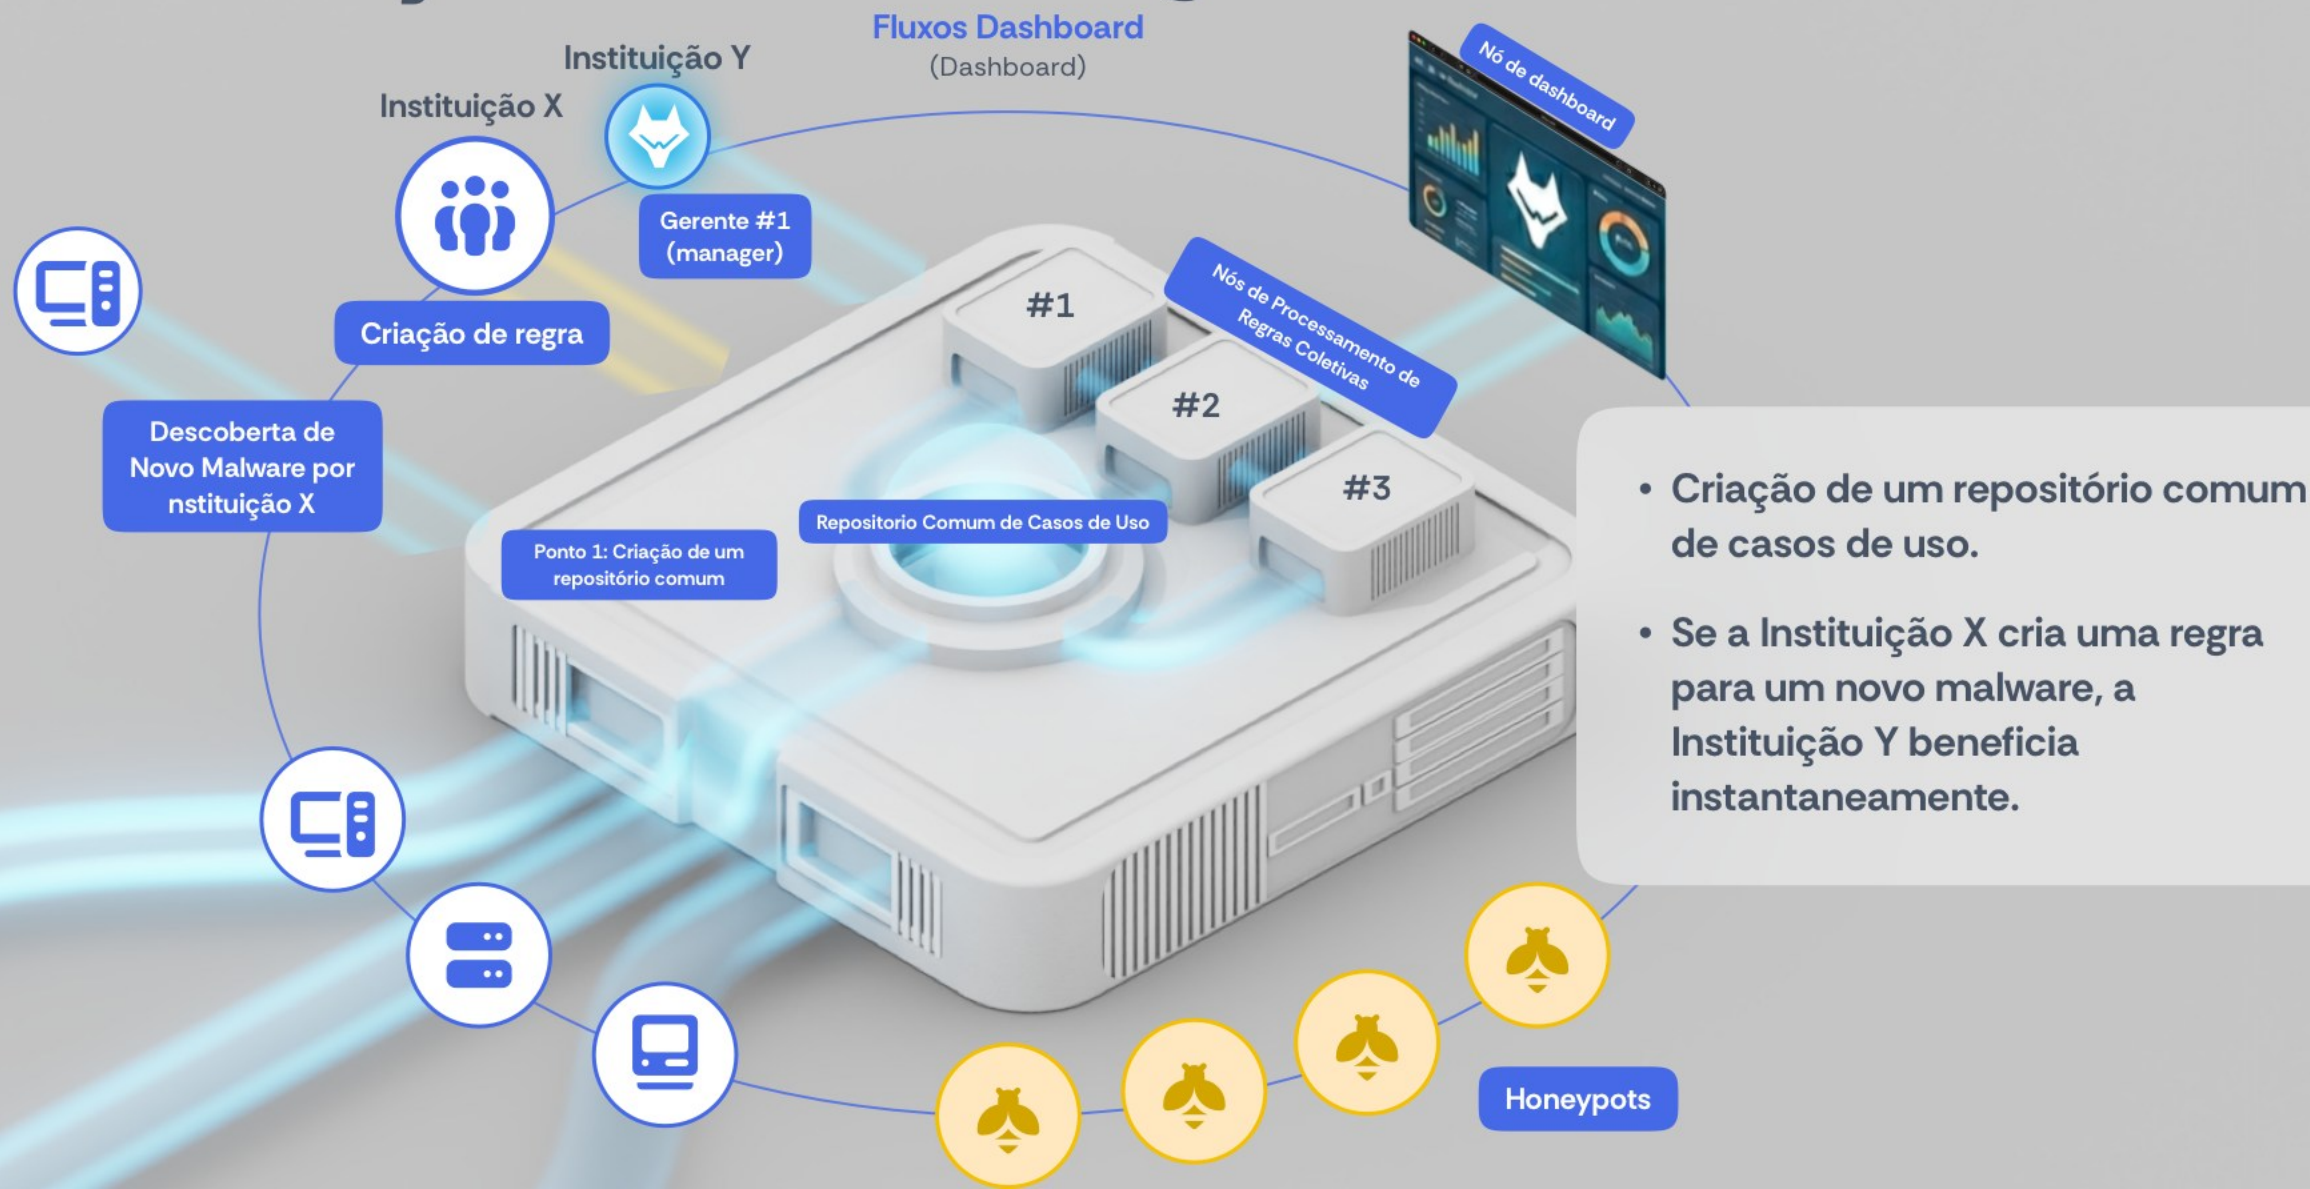 Fluxos Dashboard
(Dashboard)
Instituição Y
Instituição X
Nó de dashboard
Gerente #1
(manager)
Criação de regra
Descoberta de
Novo Malware por
nstituição X
#1
#2
#3
Nós de Processamento de
Regras Coletivas
Repositorio Comum de Casos de Uso
Ponto 1: Criação de um
repositório comum
• Criação de um repositório comum
de casos de uso.
• Se a Instituição X cria uma regra
para um novo malware, a
Instituição Y beneficia
instantaneamente.
Honeypots